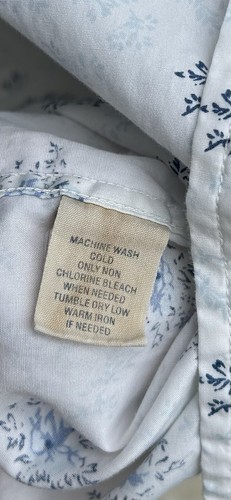 MACHINE WASH
COLD
ONLY NON
CHLORINE BLEACH
WHEN NEEDED
TUMBLE DRY LOW
WARM IRON
IF NEEDED